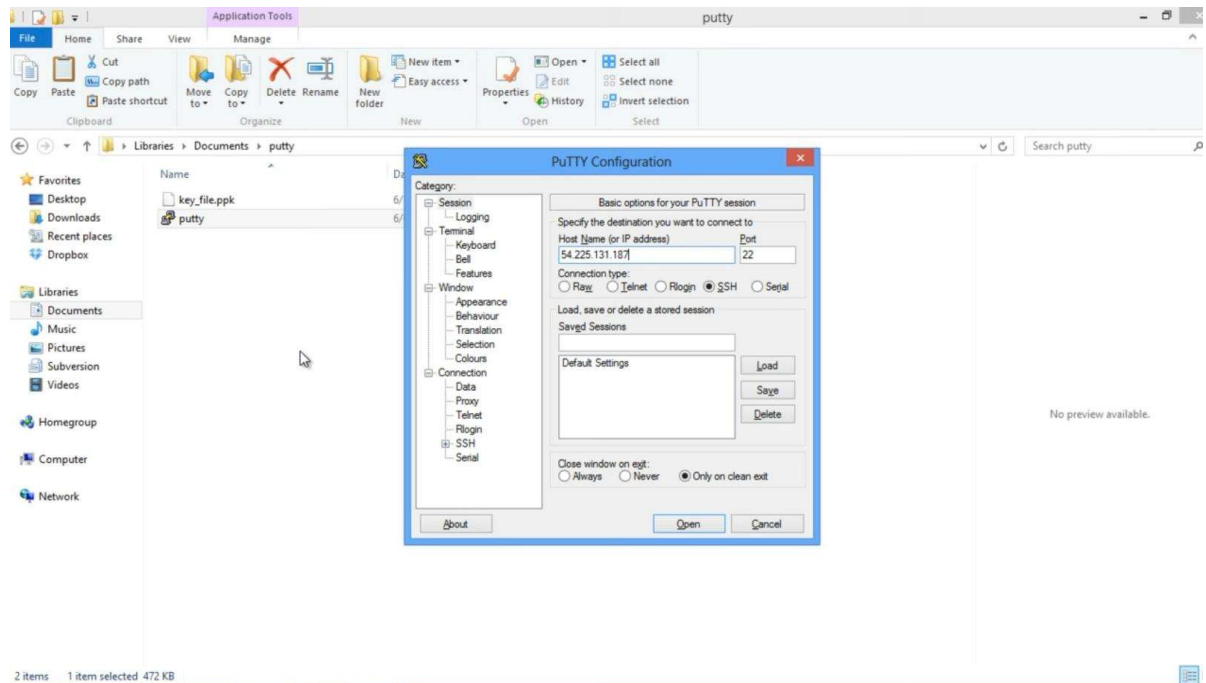 Application Tools
putty
File Home Share View Manage
Copy
Paste
Cut
Copy path
Paste shortcut
Clipboard
Move to
Copy to
Delete
Rename
Organize
New folder
New item
Easy access
New
Properties
Open
Edit
History
Open
Select all
Select none
Invert selection
Select
Libraries Documents putty
Search putty
Favorites
Desktop
Downloads
Recent places
Dropbox
Libraries
Documents
Music
Pictures
Subversion
Videos
Homegroup
Computer
Network
Name
Da
key_file.ppk 6/
putty 6/
PuTTY Configuration
Category:
Session
Logging
Terminal
Keyboard
Bell
Features
Window
Appearance
Behaviour
Translation
Selection
Colours
Connection
Data
Proxy
Telnet
Rlogin
SSH
Serial
Basic options for your PuTTY session
Specify the destination you want to connect to
Host Name (or IP address) Port
54.225.131.187 22
Connection type:
Raw Telnet Rlogin SSH Serial
Load, save or delete a stored session
Saved Sessions
Default Settings
Load
Save
Delete
Close window on exit:
Always Never Only on clean exit
About Open Cancel
No preview available.
2 items 1 item selected 472 KB